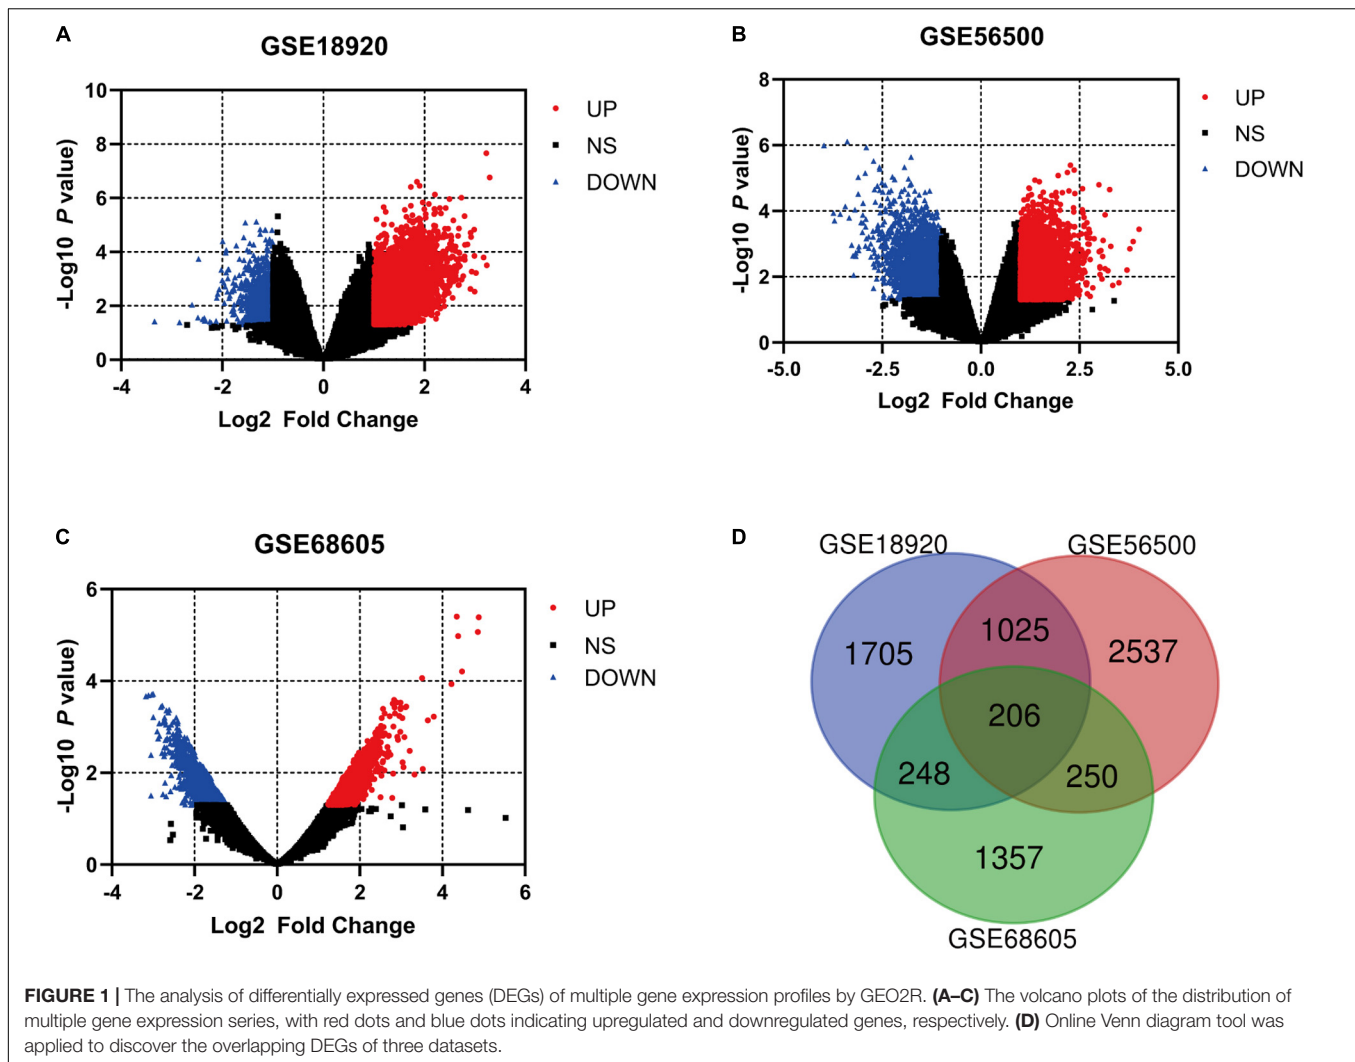 A
GSE18920
10
8
6
4
2
0
-4
-2
0
2
4
-Log10 P value)
Log2 Fold Change
UP
NS
DOWN
B
GSE56500
8
6
4
2
0
-5.0
-2.5
0.0
2.5
5.0
-Log10 P value)
Log2 Fold Change
UP
NS
DOWN
C
GSE68605
6
4
2
0
-4
-2
0
2
4
6
-Log10 P value)
Log2 Fold Change
UP
NS
DOWN
D
GSE18920
GSE56500
1705
1025
2537
206
248
250
1357
GSE68605
FIGURE 1 | The analysis of differentially expressed genes (DEGs) of multiple gene expression profiles by GEO2R. (A–C) The volcano plots of the distribution of
multiple gene expression series, with red dots and blue dots indicating upregulated and downregulated genes, respectively. (D) Online Venn diagram tool was
applied to discover the overlapping DEGs of three datasets.